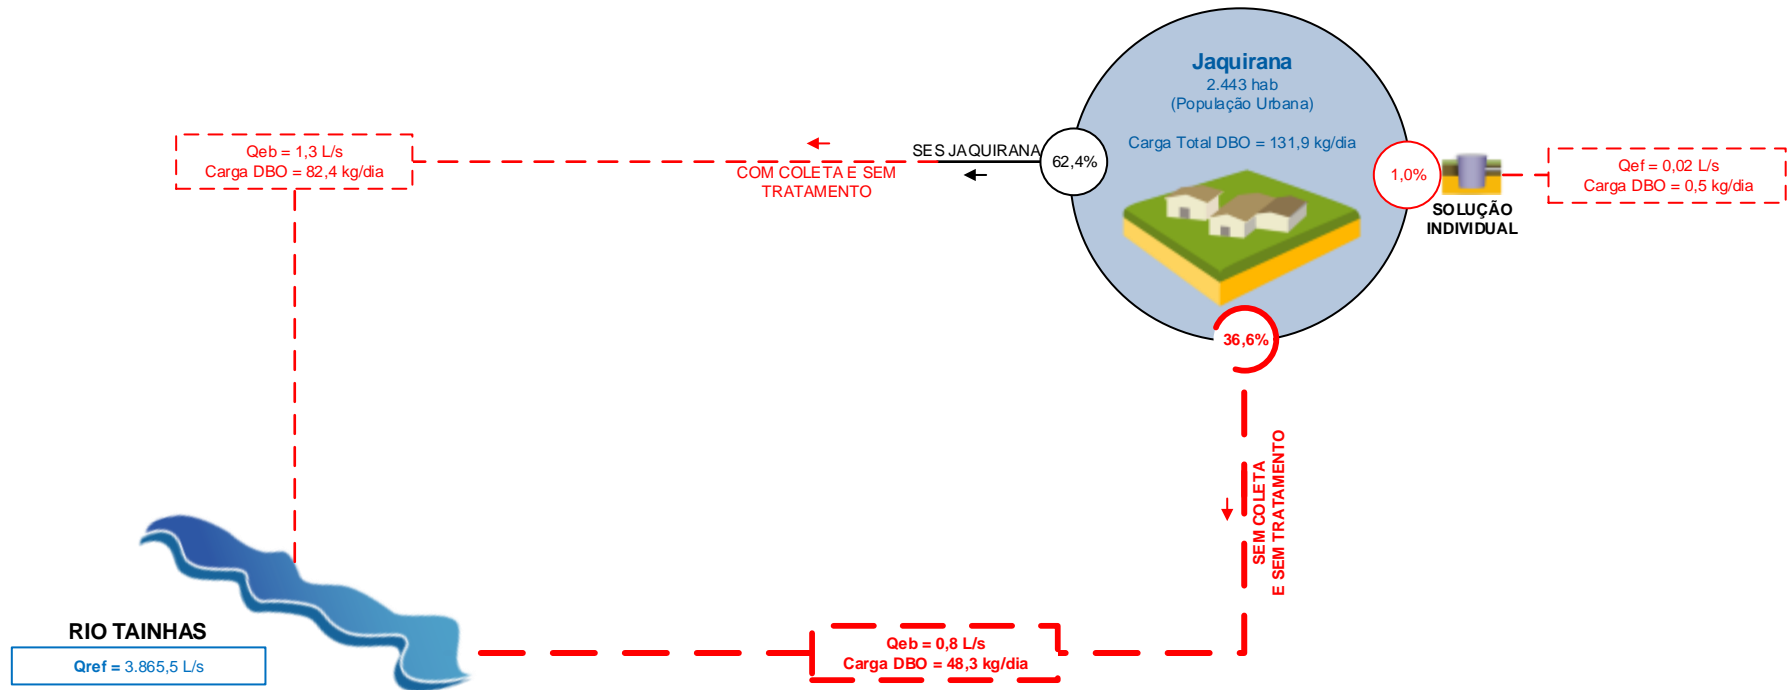 Jaquirana
2.443 hab
(População Urbana)
Carga Total DBO = 131,9 kg/dia
SES JAQUIRANA
62,4%
COM COLETA E SEM
TRATAMENTO
Qeb = 1,3 L/s
Carga DBO = 82,4 kg/dia
1,0%
SOLUÇÃO
INDIVIDUAL
Qef = 0,02 L/s
Carga DBO = 0,5 kg/dia
36,6%
SEM COLETA
E SEM TRATAMENTO
Qeb = 0,8 L/s
Carga DBO = 48,3 kg/dia
RIO TAINHAS
Qref = 3.865,5 L/s